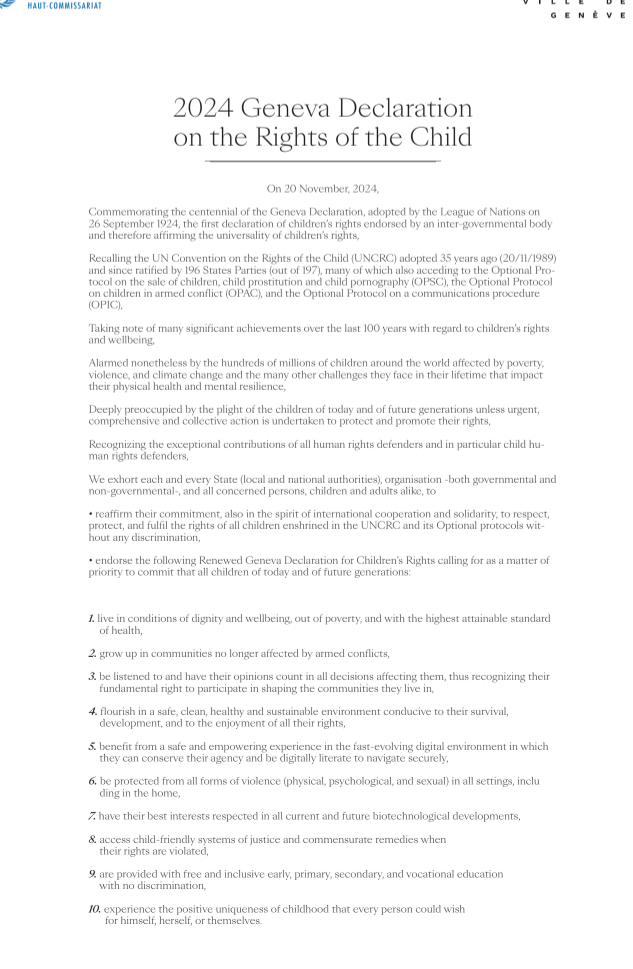 HAUT-COMMISSARIAT
VILLE DE
GENÈVE
2024 Geneva Declaration
on the Rights of the Child
On 20 November, 2024,
Commemorating the centennial of the Geneva Declaration, adopted by the League of Nations on
26 September 1924, the first declaration of children's rights endorsed by an inter-governmental body
and therefore affirming the universality of children's rights,
Recalling the UN Convention on the Rights of the Child (UNCRC) adopted 35 years ago (20/11/1989)
and since ratified by 196 States Parties (out of 197), many of which also acceding to the Optional Pro-
tocol on the sale of children, child prostitution and child pornography (OPSC), the Optional Protocol
on children in armed conflict (OPAC), and the Optional Protocol on a communications procedure
(OPIC),
Taking note of many significant achievements over the last 100 years with regard to children's rights
and wellbeing,
Alarmed nonetheless by the hundreds of millions of children around the world affected by poverty,
violence, and climate change and the many other challenges they face in their lifetime that impact
their physical health and mental resilience,
Deeply preoccupied by the plight of the children of today and of future generations unless urgent,
comprehensive and collective action is undertaken to protect and promote their rights,
Recognizing the exceptional contributions of all human rights defenders and in particular child hu-
man rights defenders,
We exhort each and every State (local and national authorities), organisation -both governmental and
non-governmental-, and all concerned persons, children and adults alike, to
• reaffirm their commitment, also in the spirit of international cooperation and solidarity, to respect,
protect, and fulfil the rights of all children enshrined in the UNCRC and its Optional protocols wit-
hout any discrimination,
• endorse the following Renewed Geneva Declaration for Children's Rights calling for as a matter of
priority to commit that all children of today and of future generations:
1. live in conditions of dignity and wellbeing, out of poverty, and with the highest attainable standard
of health,
2. grow up in communities no longer affected by armed conflicts,
3. be listened to and have their opinions count in all decisions affecting them, thus recognizing their
fundamental right to participate in shaping the communities they live in,
4. flourish in a safe, clean, healthy and sustainable environment conducive to their survival,
development, and to the enjoyment of all their rights,
5. benefit from a safe and empowering experience in the fast-evolving digital environment in which
they can conserve their agency and be digitally literate to navigate securely,
6. be protected from all forms of violence (physical, psychological, and sexual) in all settings, inclu
ding in the home,
7. have their best interests respected in all current and future biotechnological developments,
8. access child-friendly systems of justice and commensurate remedies when
their rights are violated,
9. are provided with free and inclusive early, primary, secondary, and vocational education
with no discrimination,
10. experience the positive uniqueness of childhood that every person could wish
for himself, herself, or themselves.